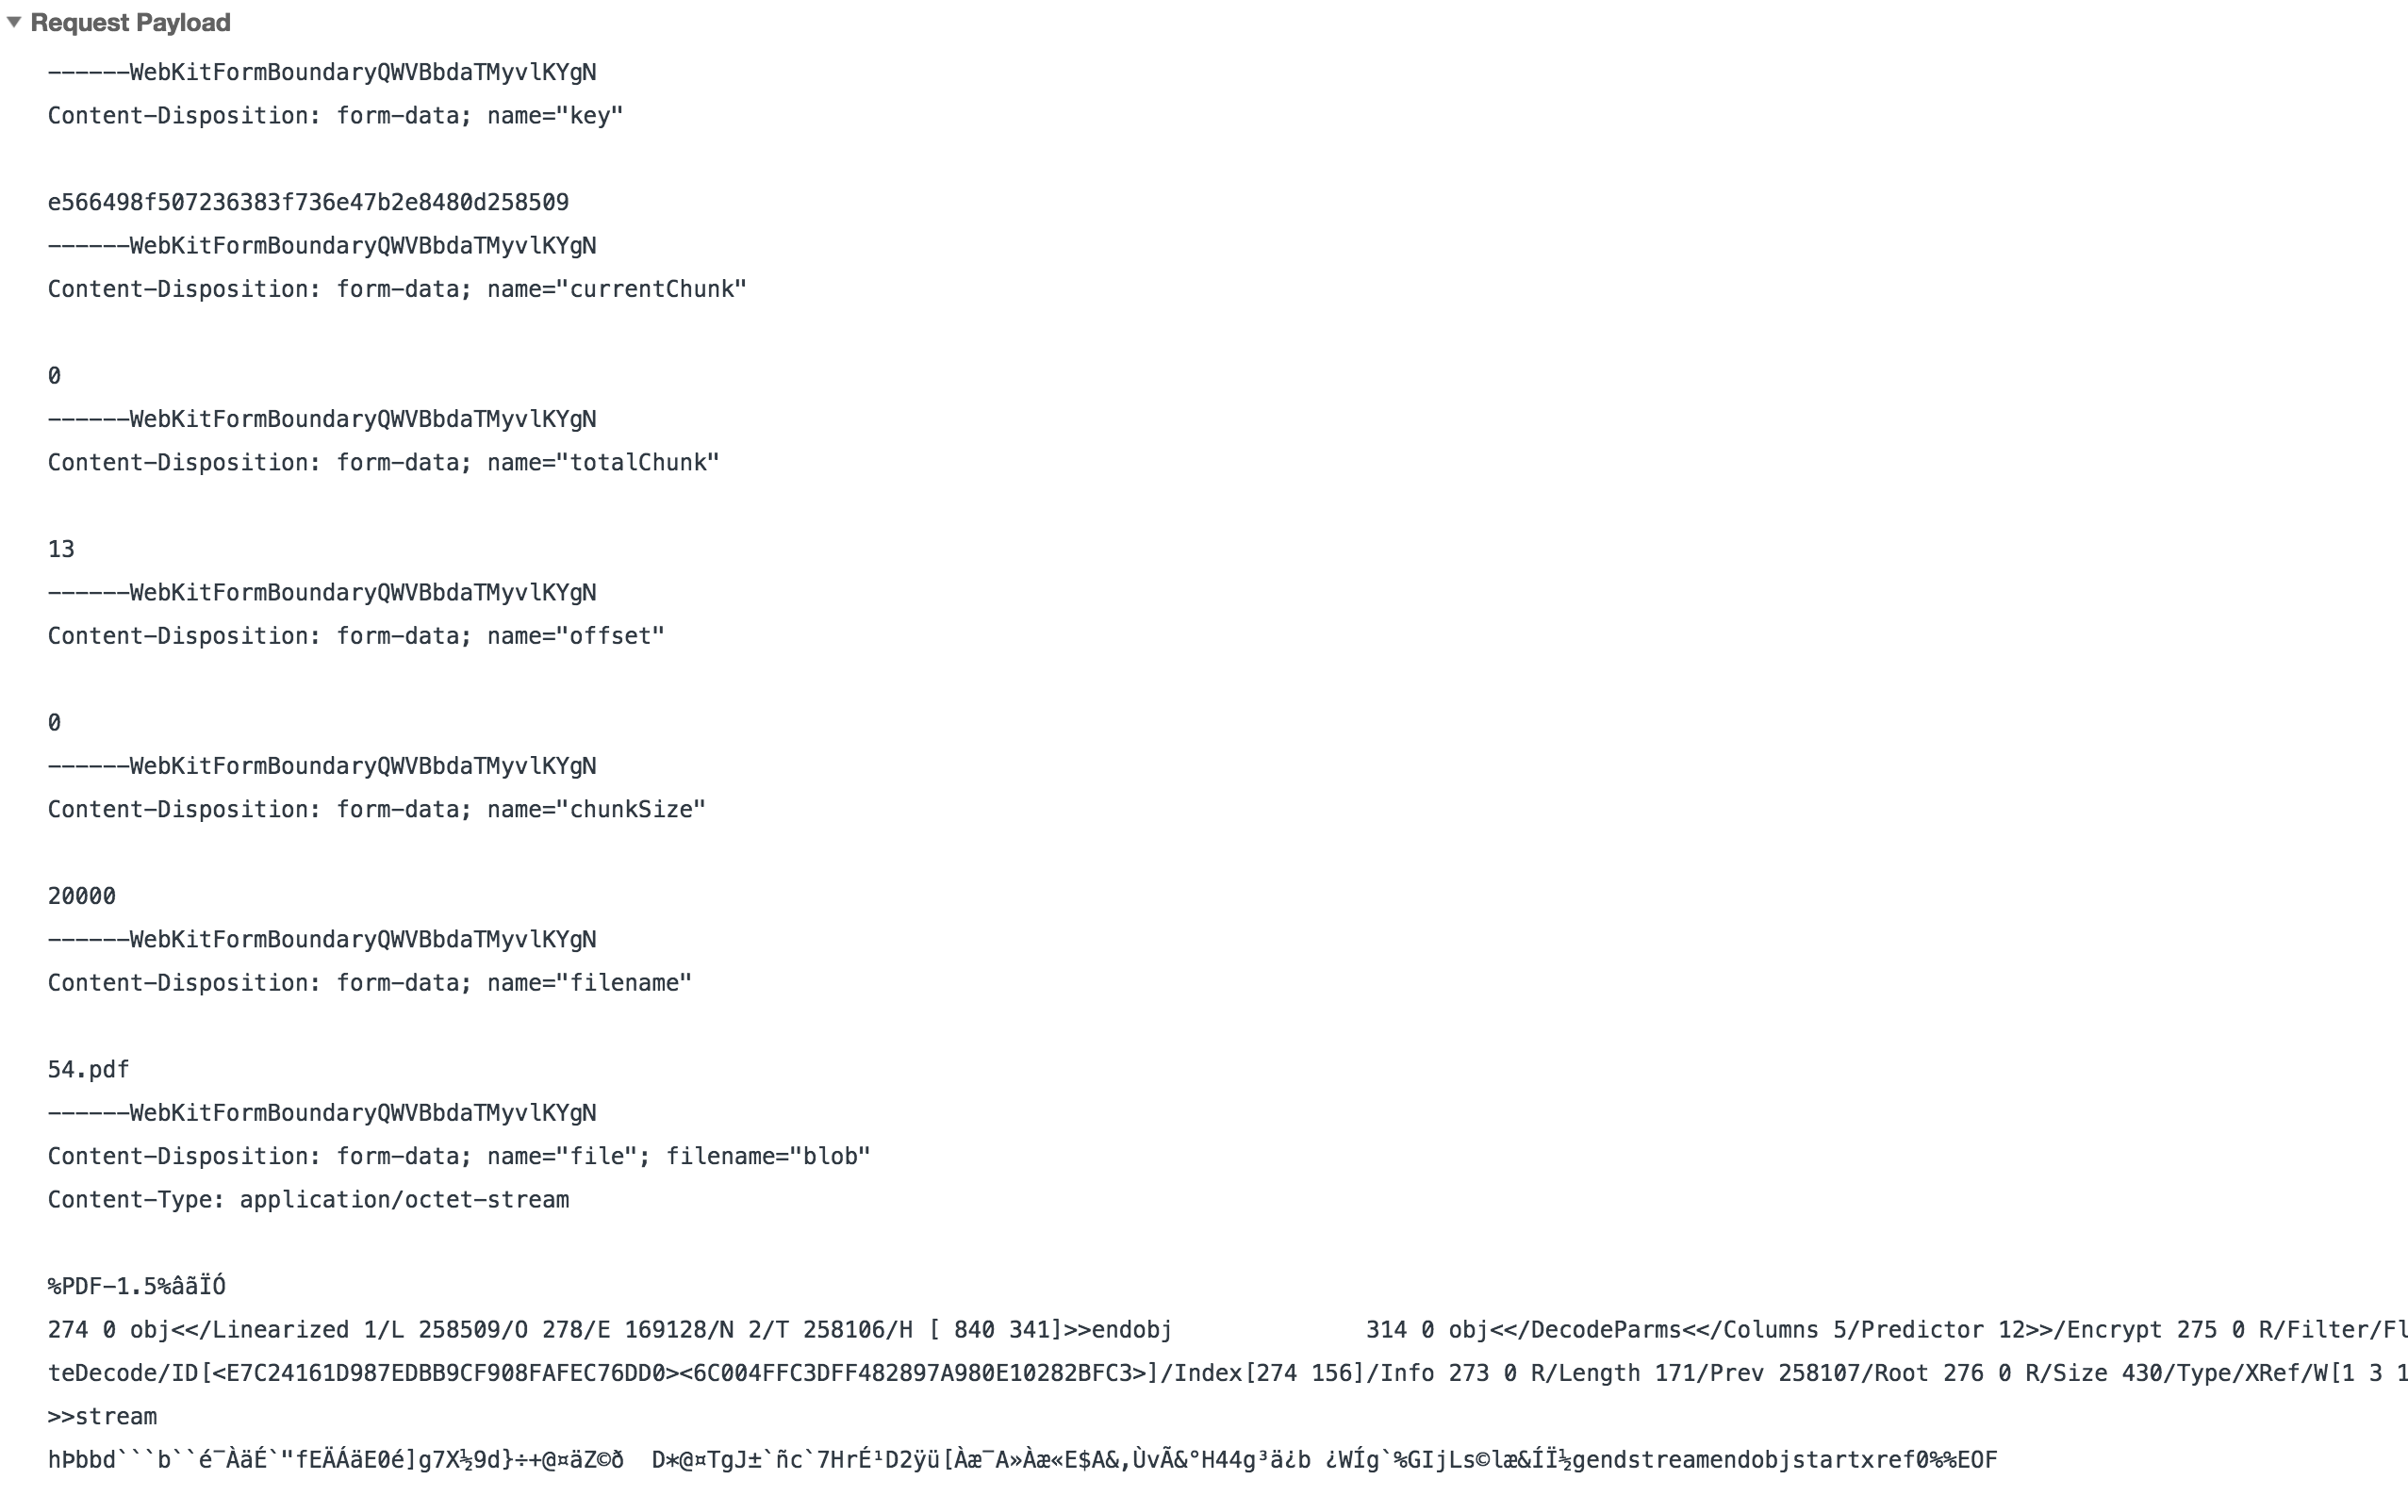 Request Payload
------WebKitFormBoundaryQWVBbdaTMyvlKYgN
Content-Disposition: form-data; name="key"
e566498f507236383f736e47b2e8480d258509
------WebKitFormBoundaryQWVBbdaTMyvlKYgN
Content-Disposition: form-data; name="currentChunk"
0
------WebKitFormBoundaryQWVBbdaTMyvlKYgN
Content-Disposition: form-data; name="totalChunk"
13
------WebKitFormBoundaryQWVBbdaTMyvlKYgN
Content-Disposition: form-data; name="offset"
0
------WebKitFormBoundaryQWVBbdaTMyvlKYgN
Content-Disposition: form-data; name="chunkSize"
20000
------WebKitFormBoundaryQWVBbdaTMyvlKYgN
Content-Disposition: form-data; name="filename"
54.pdf
------WebKitFormBoundaryQWVBbdaTMyvlKYgN
Content-Disposition: form-data; name="file"; filename="blob"
Content-Type: application/octet-stream
%PDF-1.5%âãÏÓ
274 0 obj<</Linearized 1/L 258509/O 278/E 169128/N 2/T 258106/H [ 840 341]>>endobj 314 0 obj<</DecodeParms<</Columns 5/Predictor 12>>/Encrypt 275 0 R/Filter/Fl
teDecode/ID[<E7C24161D987EDBB9CF908FAFEC76DD0><6C004FFC3DFF482897A980E10282BFC3>]/Index[274 156]/Info 273 0 R/Length 171/Prev 258107/Root 276 0 R/Size 430/Type/XRef/W[1 3 1
>>stream
hÞbbd```b``é¯ÀäÉ`"fEÄÁäE0é]g7X½9d}÷+@¤äZ©ð D*@¤TgJ±`ñc`7HrÉ¹D2ÿü[Àæ¯A»Àæ«E$A&,ÙvÃ&°H44g³ä¿b ¿WÍg`%GIjLs©læ&ÍÏ½gendstreamendobjstartxref0%%EOF